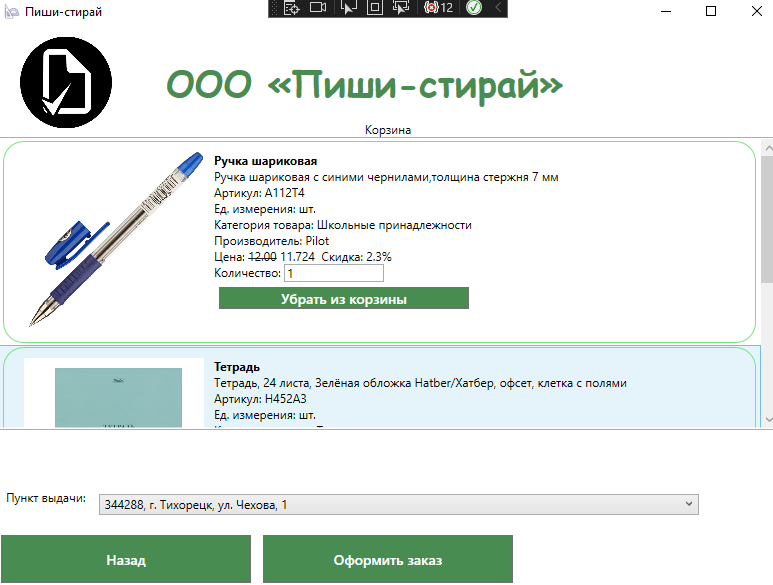 Пиши-стирай
12
ООО «Пиши-стирай»
Корзина
Ручка шариковая
Ручка шариковая с синими чернилами,толщина стержня 7 мм
Артикул: A112T4
Ед. измерения: шт.
Категория товара: Школьные принадлежности
Производитель: Pilot
Цена: 12.00 11.724 Скидка: 2.3%
Количество: 1
Убрать из корзины
Тетрадь
Тетрадь, 24 листа, Зелёная обложка Hatber/Хатбер, офсет, клетка с полями
Артикул: H452A3
Ед. измерения: шт.
Пункт выдачи: 344288, г. Тихорецк, ул. Чехова, 1
Назад
Оформить заказ